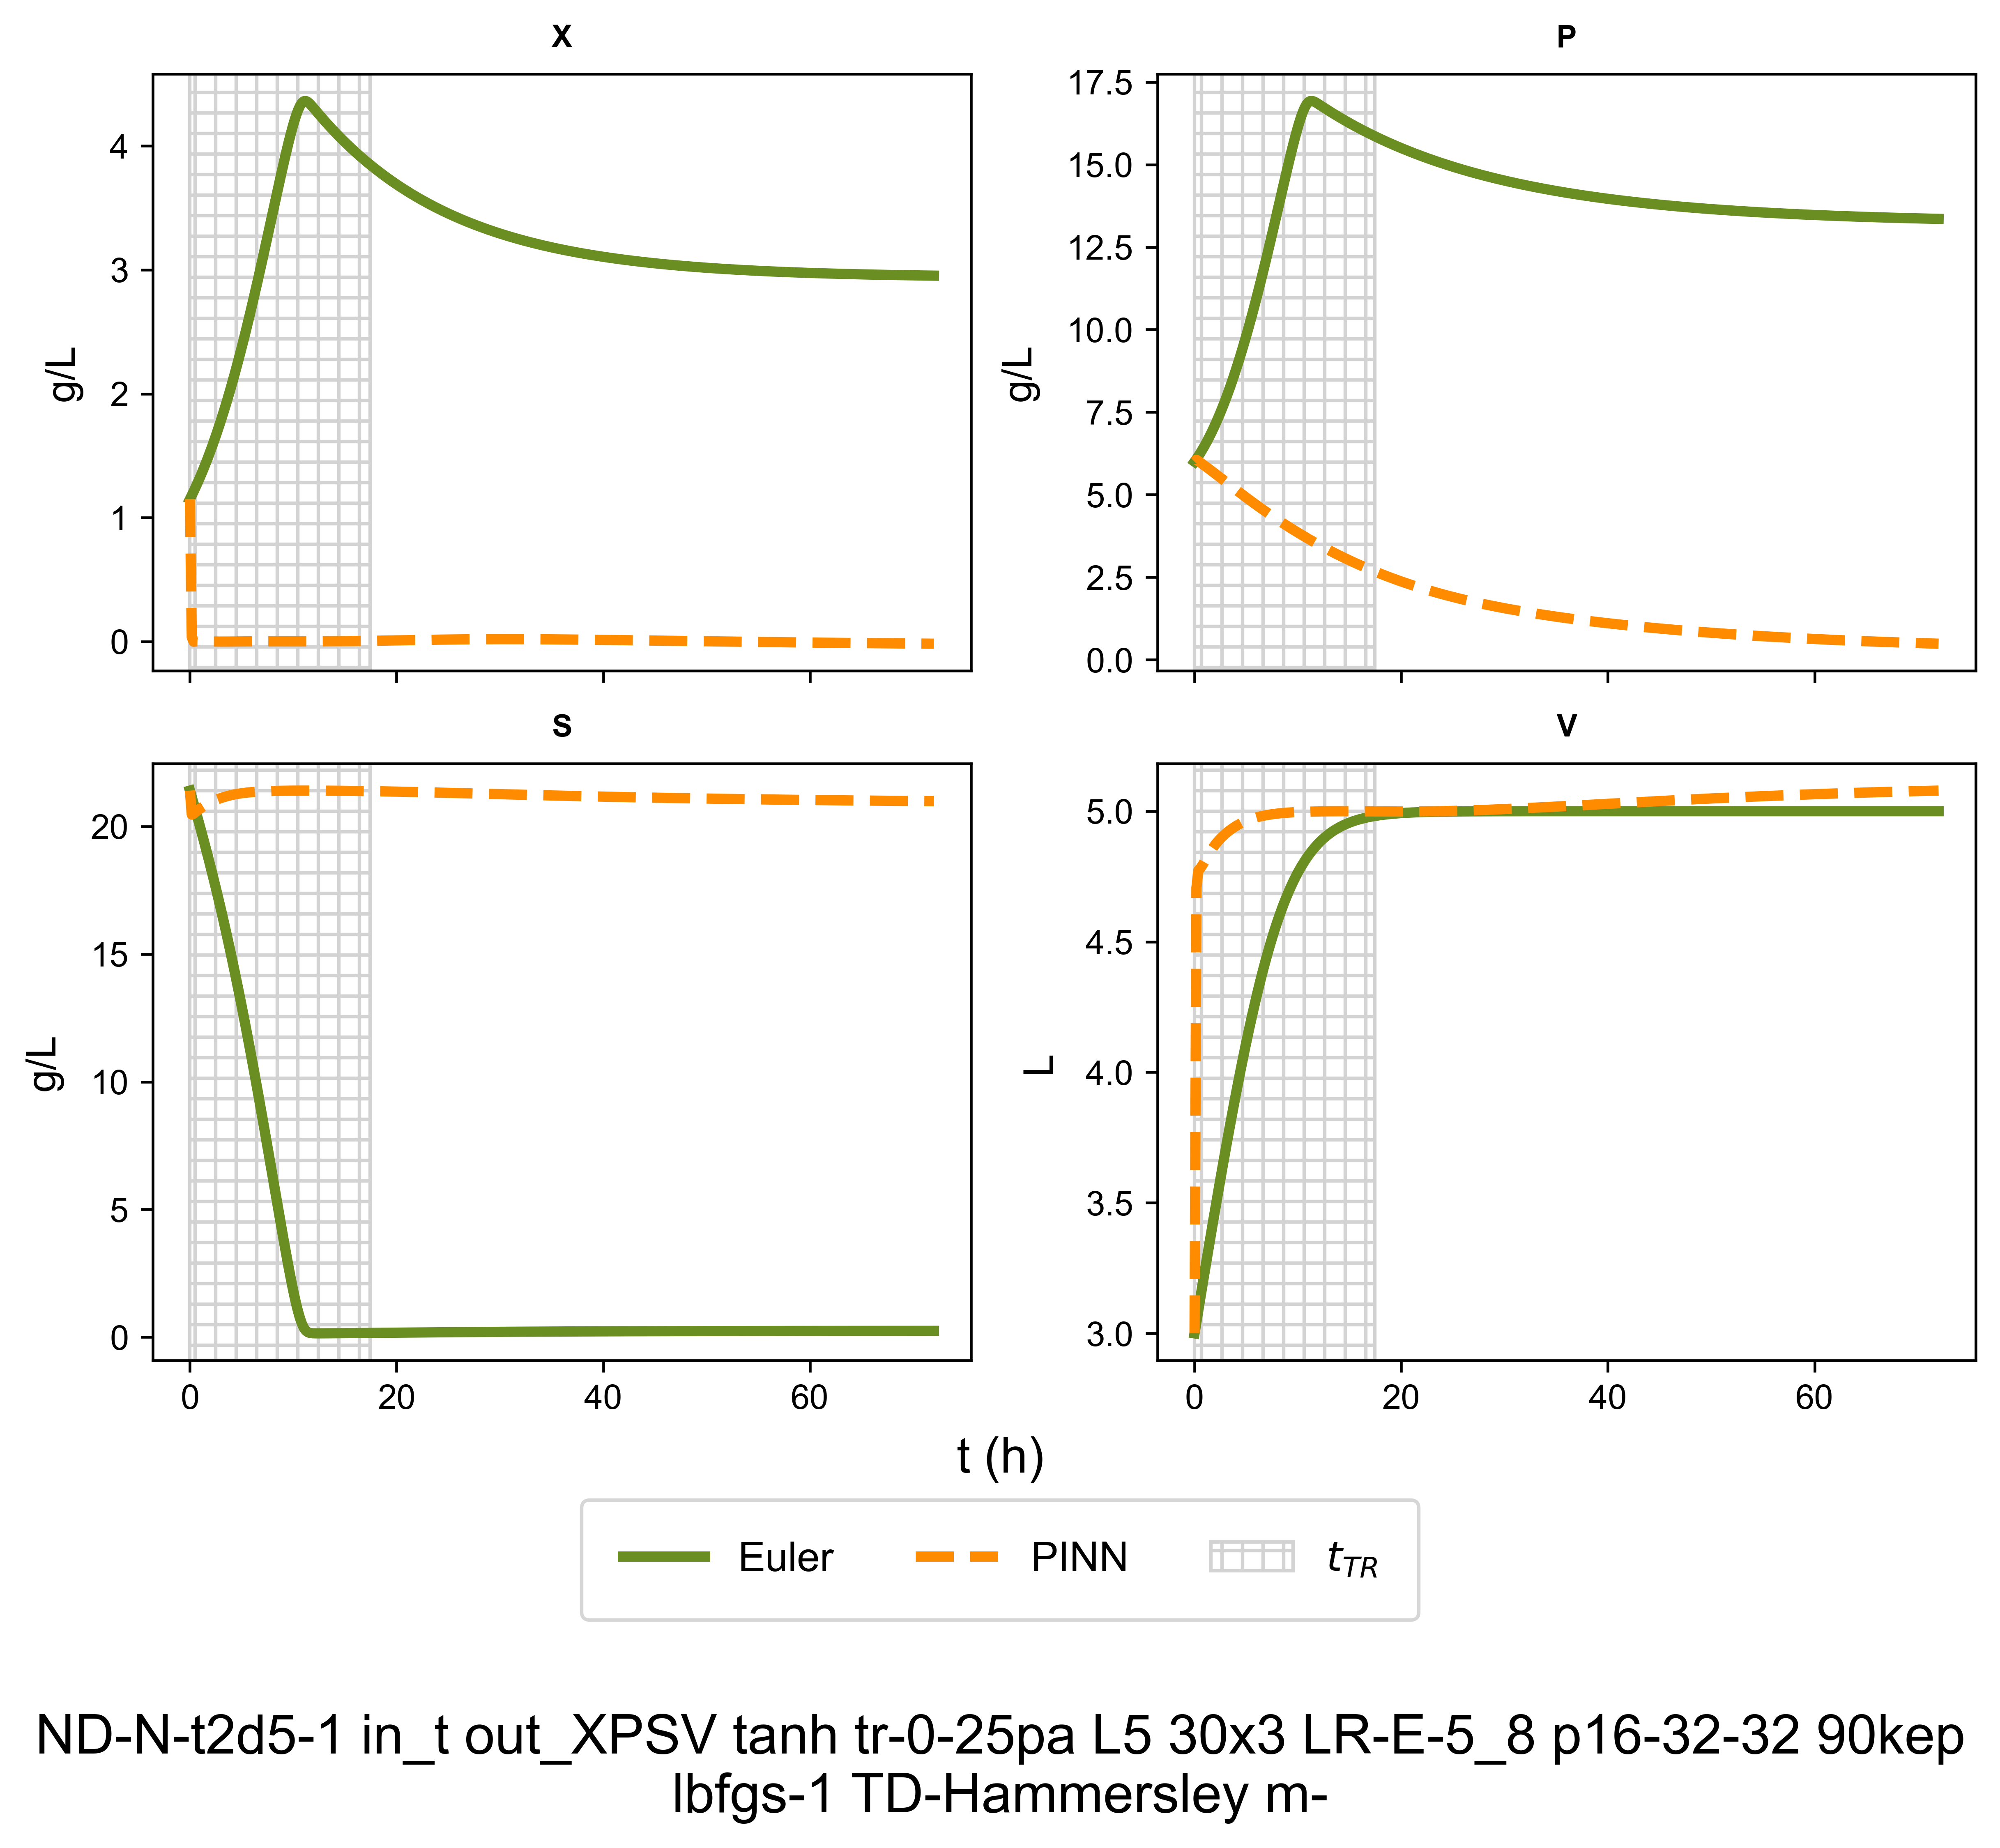 X
P
4
3
2
1
0
g/L
17.5
15.0
12.5
10.0
7.5
5.0
2.5
0.0
g/L
S
V
20
15
10
5
0
g/L
0 20 40 60
5.0
4.5
4.0
3.5
3.0
L
0 20 40 60
t (h)
Euler PINN t_TR
ND-N-t2d5-1 in_t out_XPSV tanh tr-0-25pa L5 30x3 LR-E-5_8 p16-32-32 90kep
lbfgs-1 TD-Hammersley m-